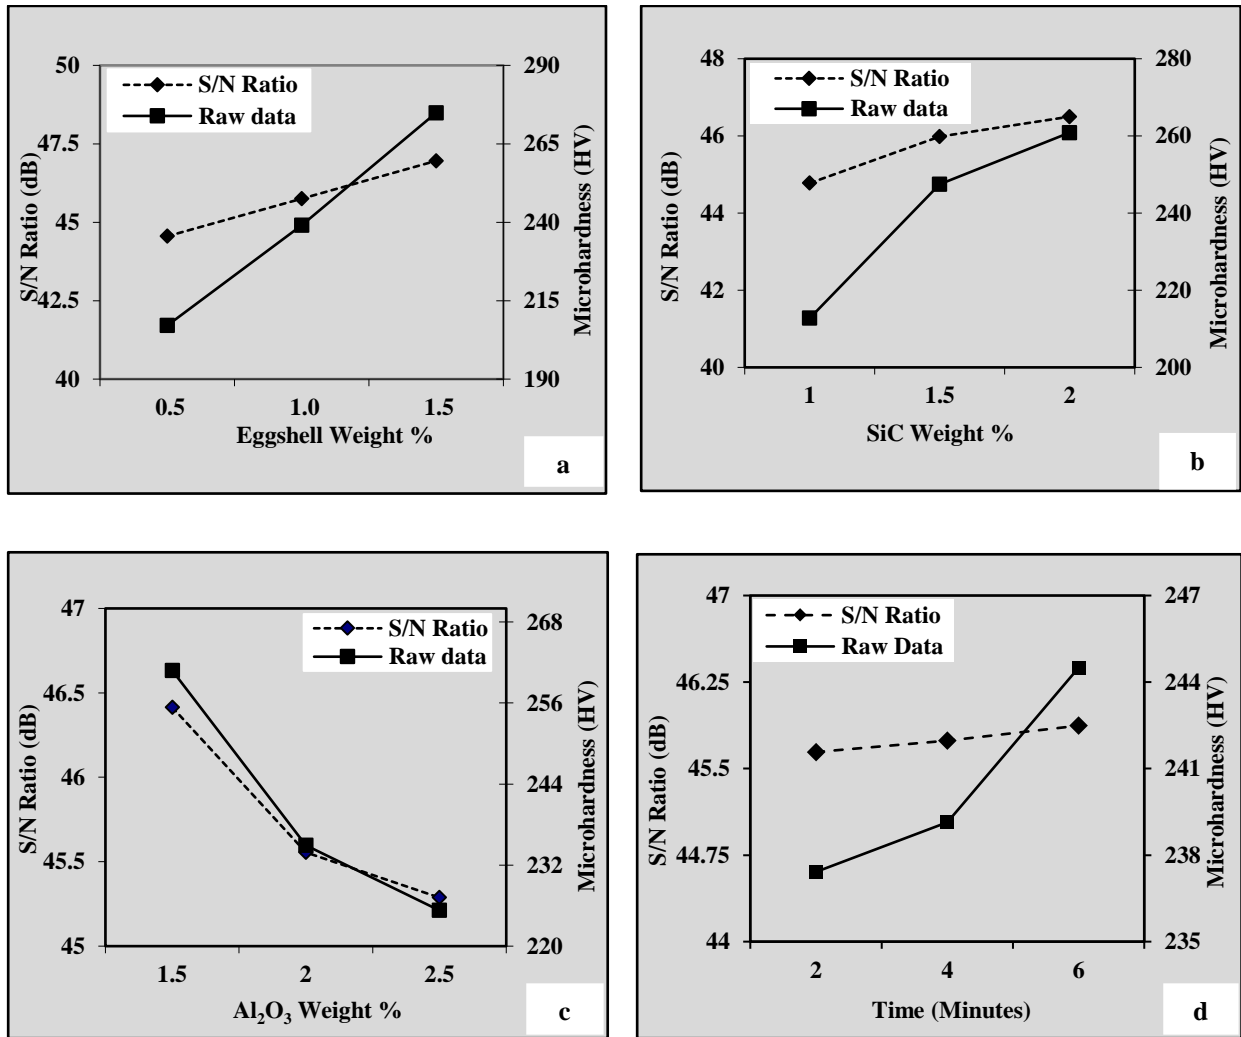 50
47.5
45
42.5
40
S/N Ratio (dB)
S/N Ratio
Raw data
290
265
240
215
190
Microhardness (HV)
0.5 1.0 1.5
Eggshell Weight %
a
48
46
44
42
40
S/N Ratio (dB)
S/N Ratio
Raw data
280
260
240
220
200
Microhardness (HV)
1 1.5 2
SiC Weight %
b
47
46.5
46
45.5
45
S/N Ratio (dB)
S/N Ratio
Raw data
268
256
244
232
220
Microhardness (HV)
1.5 2 2.5
Al₂O₃ Weight %
c
47
46.25
45.5
44.75
44
S/N Ratio (dB)
S/N Ratio
Raw Data
247
244
241
238
235
Microhardness (HV)
2 4 6
Time (Minutes)
d